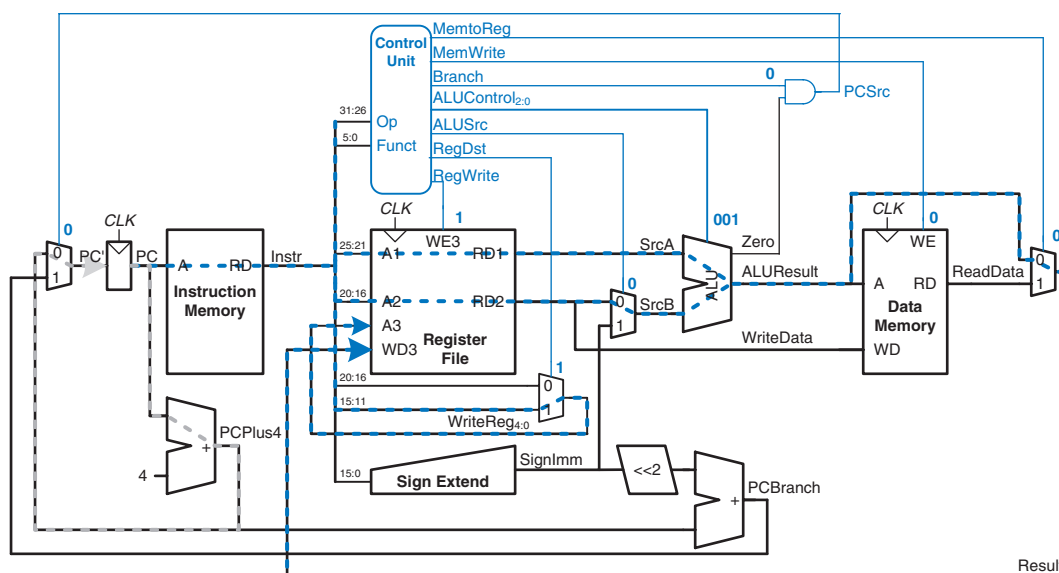 MemtoReg
Control
Unit
MemWrite
Branch
0
PCSrc
ALUControl2:0
31:26
Op
ALUSrc
5:0
Funct
RegDst
RegWrite
0
CLK
CLK
1
001
CLK
0
0
0
1
PC'
PC
A
RD
Instr
Instruction
Memory
25:21
A1
WE3
RD1
SrcA
ALU
Zero
ALUResult
WE
A
RD
ReadData
0
1
20:16
A2
RD2
0
0
1
SrcB
A3
WD3
Register
File
Data
Memory
WD
WriteData
20:16
15:11
0
1
1
WriteReg4:0
PCPlus4
+
4
15:0
Sign Extend
SignImm
<<2
+
PCBranch
Resul